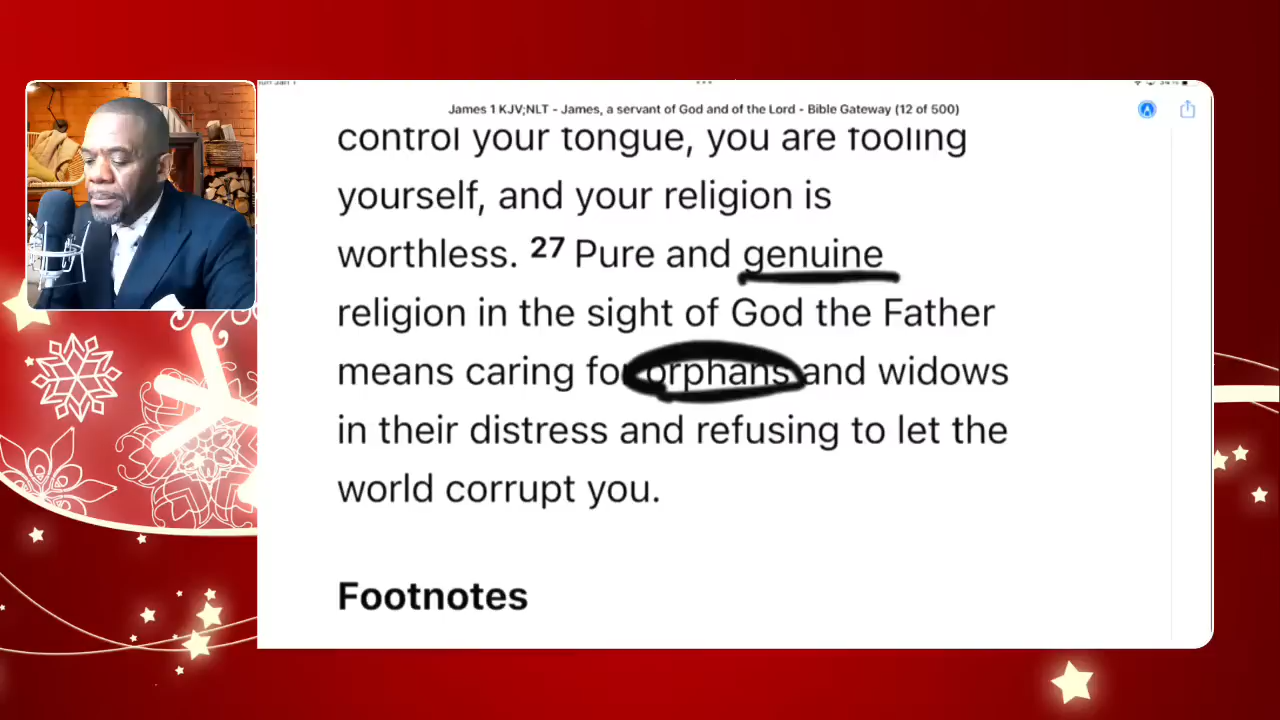 James 1 KJV;NLT - James, a servant of God and of the Lord - Bible Gateway (12 of 500)
control your tongue, you are fooling
yourself, and your religion is
worthless. 27 Pure and genuine
religion in the sight of God the Father
means caring for orphans and widows
in their distress and refusing to let the
world corrupt you.
Footnotes